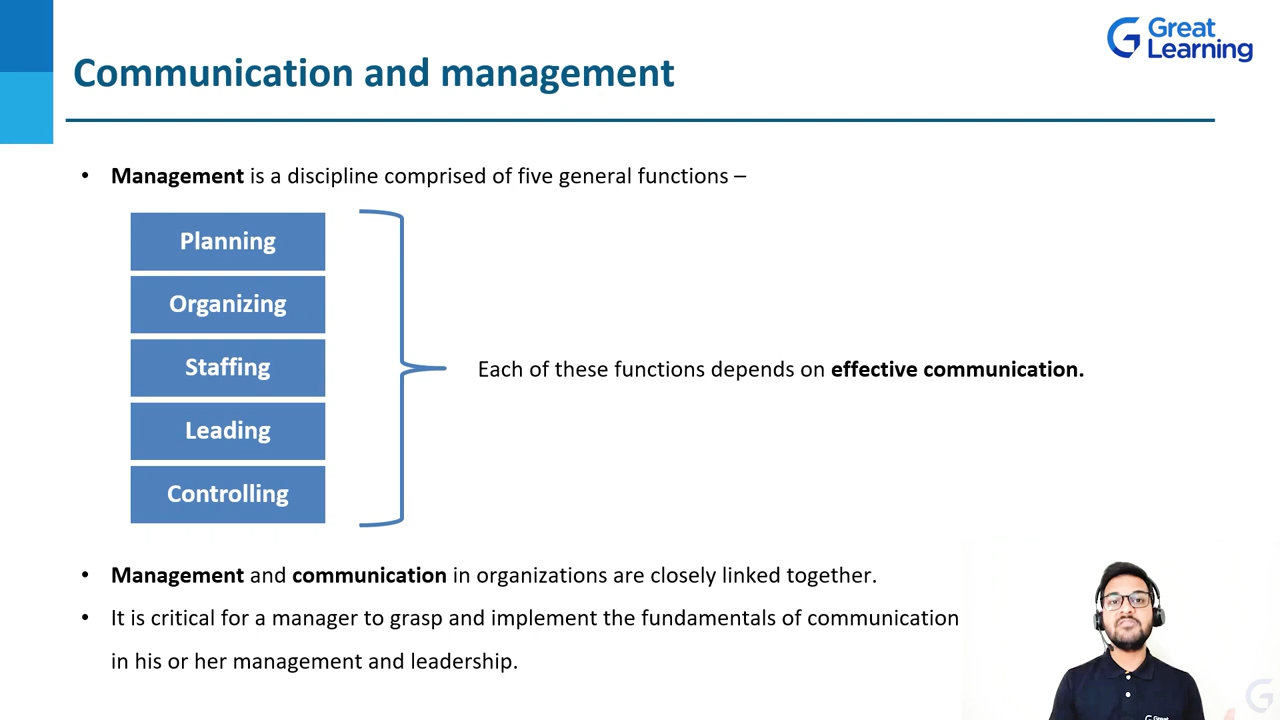 Great
Learning
Communication and management
• Management is a discipline comprised of five general functions –
Planning
Organizing
Staffing
Leading
Controlling
Each of these functions depends on effective communication.
• Management and communication in organizations are closely linked together.
• It is critical for a manager to grasp and implement the fundamentals of communication
in his or her management and leadership.
Great